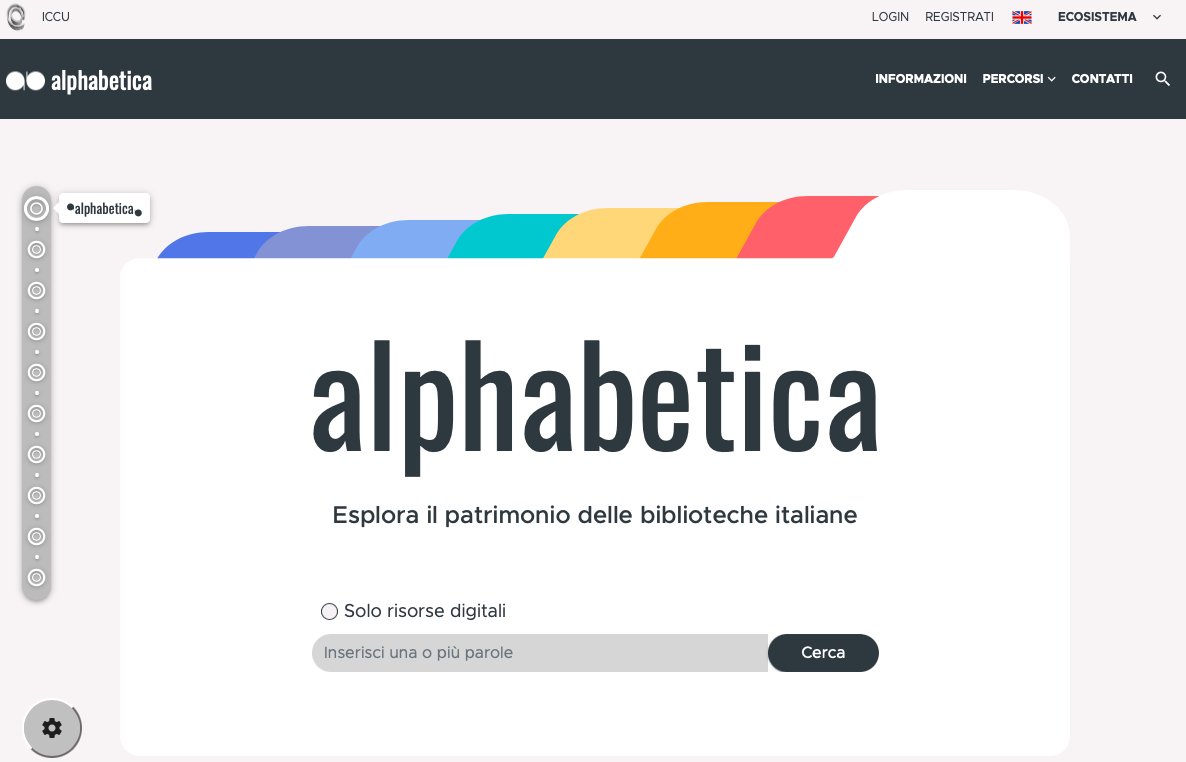 ICCU
LOGIN REGISTRATI ECOSISTEMA
alphabetica
INFORMAZIONI PERCORSI CONTATTI
alphabetica
alphabetica
Esplora il patrimonio delle biblioteche italiane
Solo risorse digitali
Inserisci una o più parole
Cerca